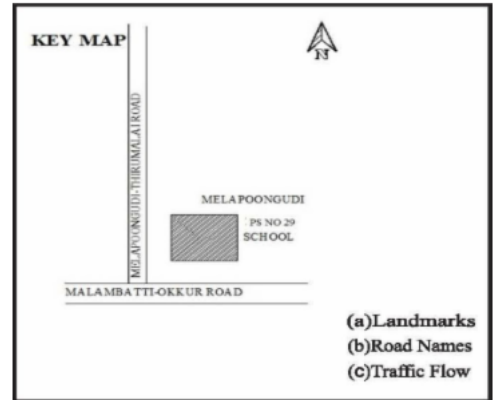 KEY MAP
N
MELAPOONGUDI-THIRUMALAI ROAD
MELAPOONGUDI
PS NO 29
SCHOOL
MALAMBATTI-OKKUR ROAD
(a)Landmarks
(b)Road Names
(c)Traffic Flow